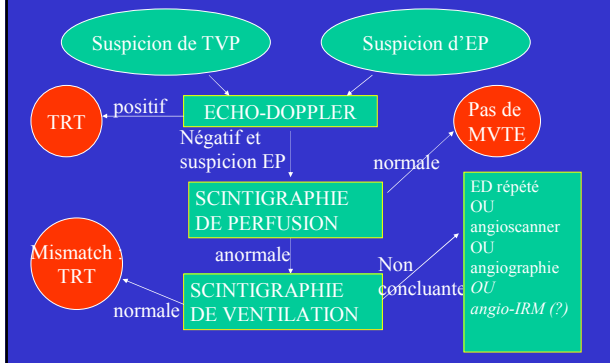 Suspicion de TVP
Suspicion d’EP
TRT
positif
ECHO-DOPPLER
Pas de
MVTE
Négatif et
suspicion EP
normale
SCINTIGRAPHIE
DE PERFUSION
ED répété
OU
angioscanner
OU
angiographie
OU
angio-IRM (?)
Mismatch :
TRT
anormale
Non
concluante
normale
SCINTIGRAPHIE
DE VENTILATION